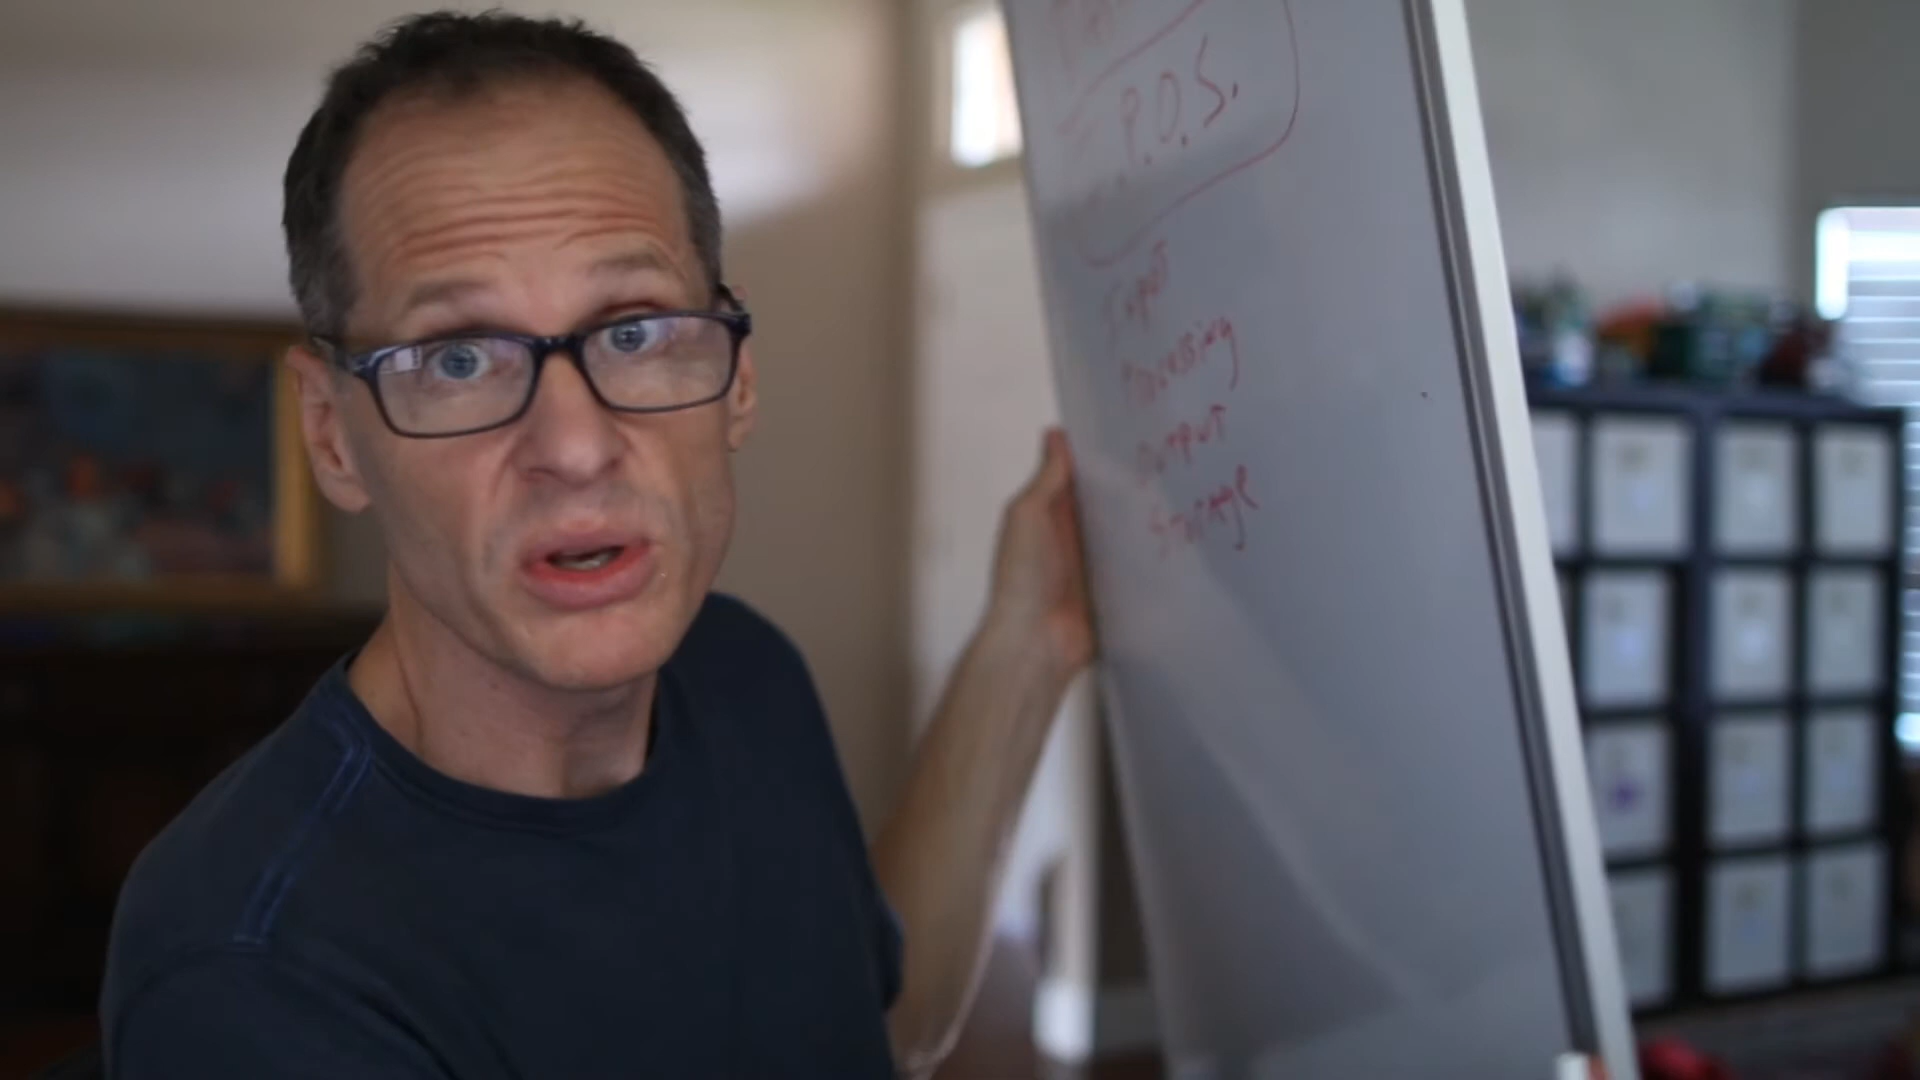 I.P.O.S.
Input
Processing
Output
Storage